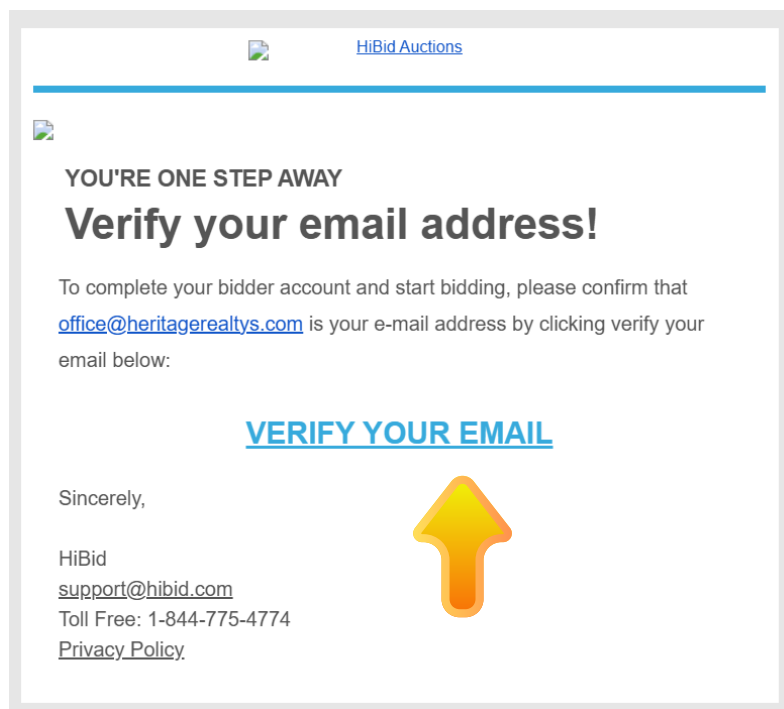 HiBid Auctions
YOU'RE ONE STEP AWAY
Verify your email address!
To complete your bidder account and start bidding, please confirm that
office@heritagerealtys.com is your e-mail address by clicking verify your
email below:
VERIFY YOUR EMAIL
Sincerely,
HiBid
support@hibid.com
Toll Free: 1-844-775-4774
Privacy Policy